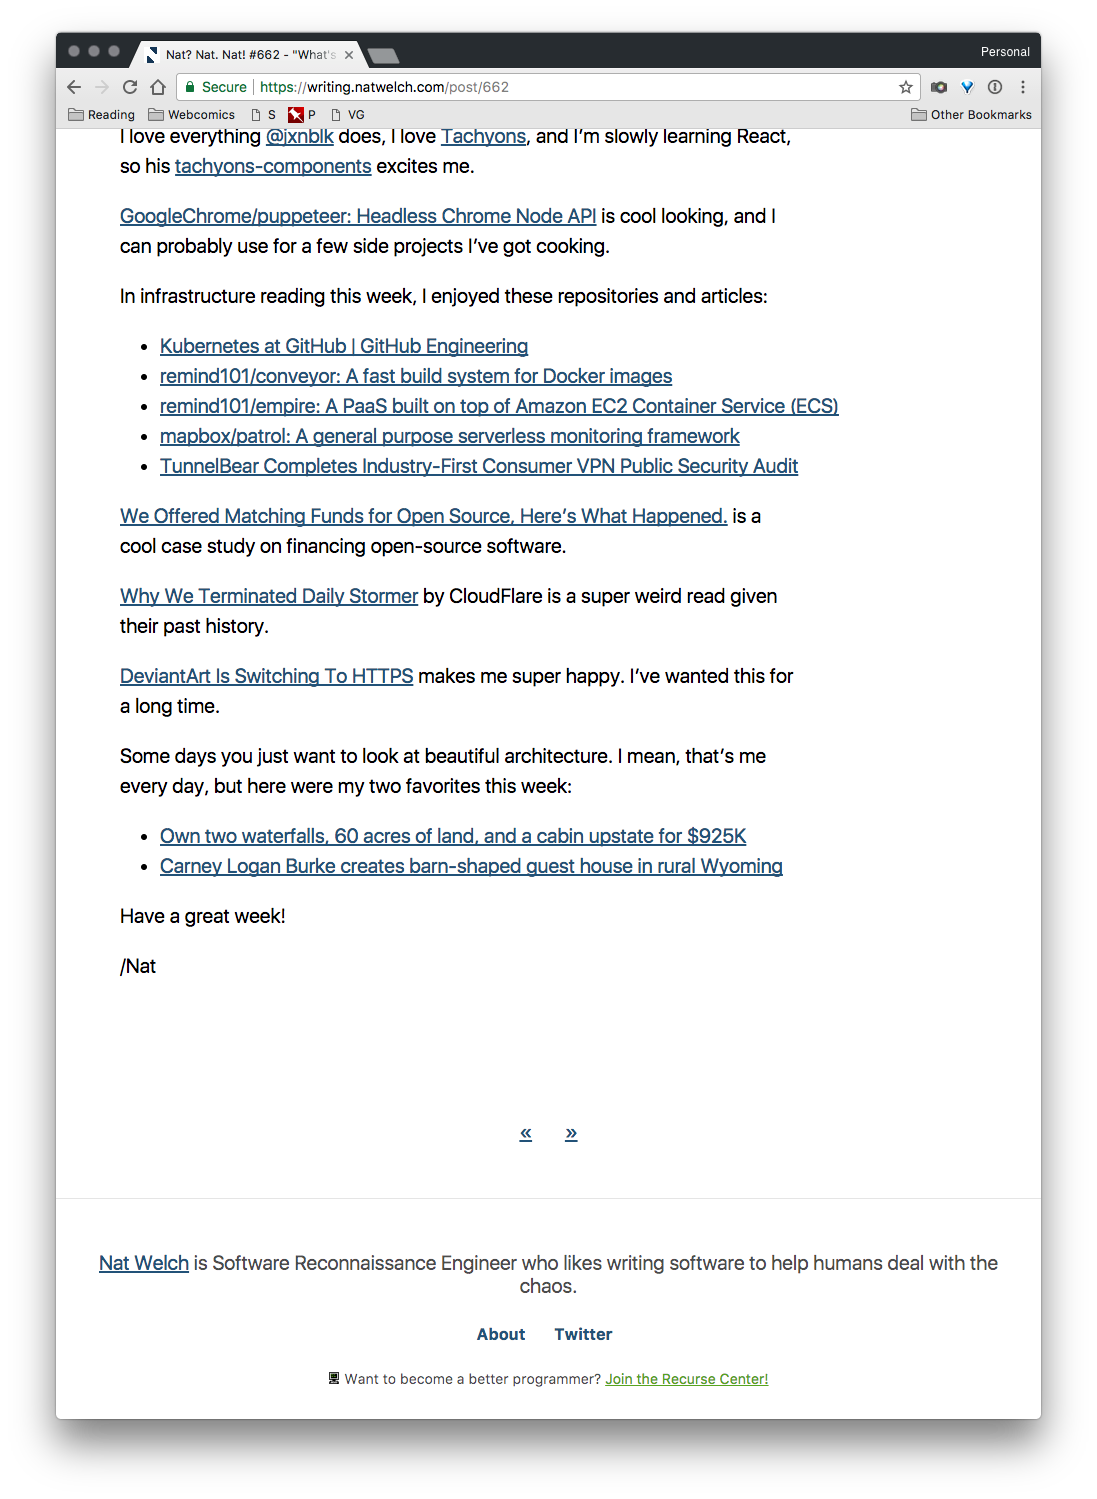 Nat? Nat. Nat! #662 - "What's
Personal
Secure https://writing.natwelch.com/post/662
Reading Webcomics S P VG Other Bookmarks
I love everything @jxnblk does, I love Tachyons, and I’m slowly learning React,
so his tachyons-components excites me.
GoogleChrome/puppeteer: Headless Chrome Node API is cool looking, and I
can probably use for a few side projects I’ve got cooking.
In infrastructure reading this week, I enjoyed these repositories and articles:
• Kubernetes at GitHub | GitHub Engineering
• remind101/conveyor: A fast build system for Docker images
• remind101/empire: A PaaS built on top of Amazon EC2 Container Service (ECS)
• mapbox/patrol: A general purpose serverless monitoring framework
• TunnelBear Completes Industry-First Consumer VPN Public Security Audit
We Offered Matching Funds for Open Source, Here’s What Happened. is a
cool case study on financing open-source software.
Why We Terminated Daily Stormer by CloudFlare is a super weird read given
their past history.
DeviantArt Is Switching To HTTPS makes me super happy. I’ve wanted this for
a long time.
Some days you just want to look at beautiful architecture. I mean, that’s me
every day, but here were my two favorites this week:
• Own two waterfalls, 60 acres of land, and a cabin upstate for $925K
• Carney Logan Burke creates barn-shaped guest house in rural Wyoming
Have a great week!
/Nat
« »
Nat Welch is Software Reconnaissance Engineer who likes writing software to help humans deal with the
chaos.
About Twitter
Want to become a better programmer? Join the Recurse Center!